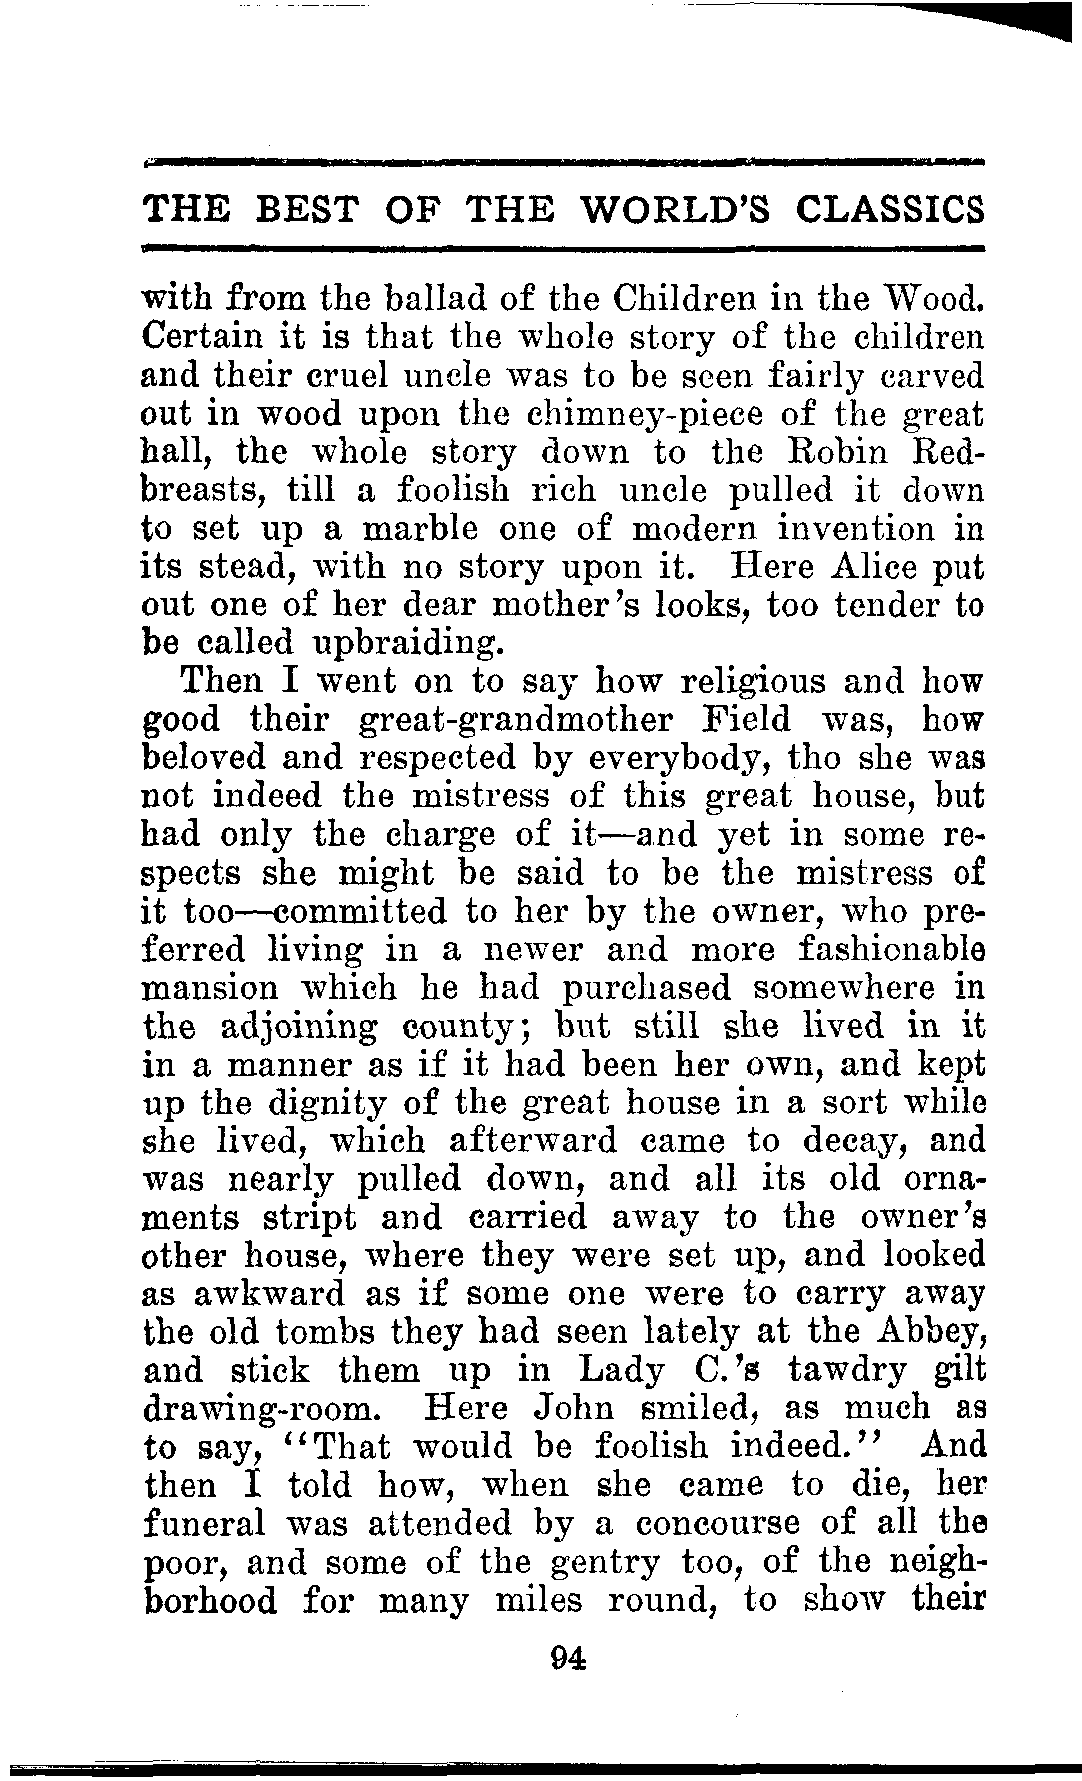 THE BEST OF THE WORLD'S CLASSICS
with from the ballad of the Children in the Wood.
Certain it is that the whole story of the children
and their cruel uncle was to be seen fairly carved
out in wood upon the chimney-piece of the great
hall, the whole story down to the Robin Red-
breasts, till a foolish rich uncle pulled it down
to set up a marble one of modern invention in
its stead, with no story upon it. Here Alice put
out one of her dear mother's looks, too tender to
be called upbraiding.
Then I went on to say how religious and how
good their great-grandmother Field was, how
beloved and respected by everybody, tho she was
not indeed the mistress of this great house, but
had only the charge of it—and yet in some re-
spects she might be said to be the mistress of
it too—committed to her by the owner, who pre-
ferred living in a newer and more fashionable
mansion which he had purchased somewhere in
the adjoining county; but still she lived in it
in a manner as if it had been her own, and kept
up the dignity of the great house in a sort while
she lived, which afterward came to decay, and
was nearly pulled down, and all its old orna-
ments stript and carried away to the owner's
other house, where they were set up, and looked
as awkward as if some one were to carry away
the old tombs they had seen lately at the Abbey,
and stick them up in Lady C.'s tawdry gilt
drawing-room. Here John smiled, as much as
to say, "That would be foolish indeed." And
then I told how, when she came to die, her
funeral was attended by a concourse of all the
poor, and some of the gentry too, of the neigh-
borhood for many miles round, to show their
94